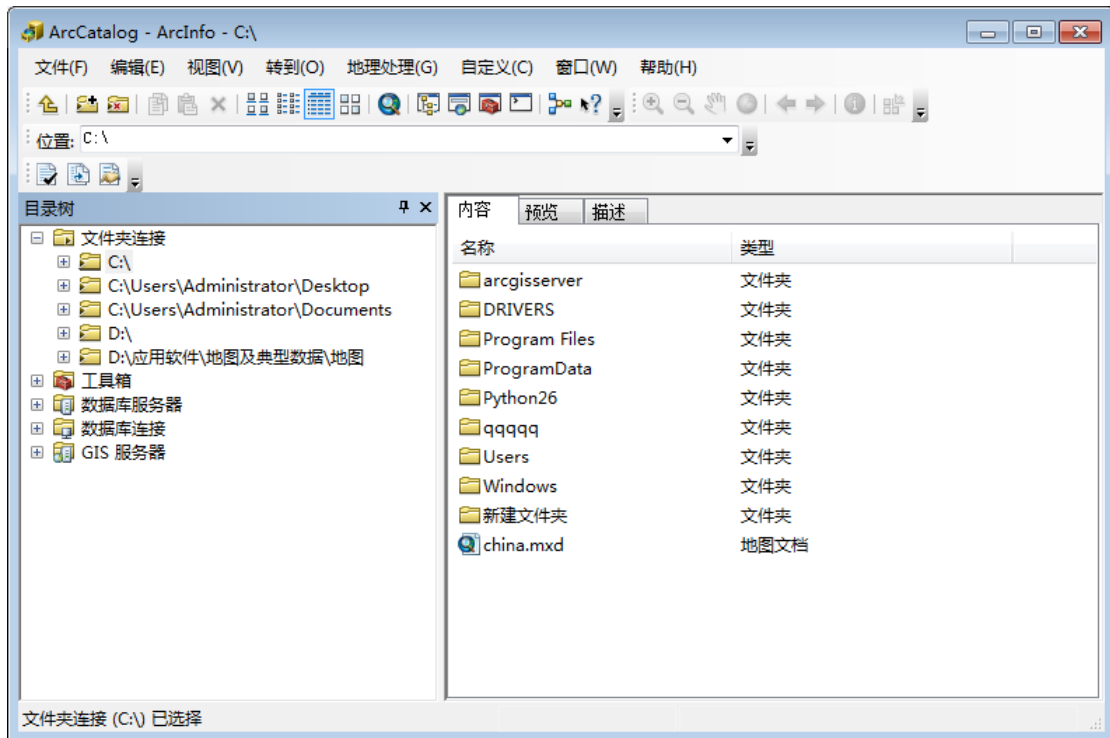 ArcCatalog - ArcInfo - C:\
文件(F) 编辑(E) 视图(V) 转到(O) 地理处理(G) 自定义(C) 窗口(W) 帮助(H)
位置: C:\
目录树
文件夹连接
C:\
C:\Users\Administrator\Desktop
C:\Users\Administrator\Documents
D:\
D:\应用软件\地图及典型数据\地图
工具箱
数据库服务器
数据库连接
GIS 服务器
内容 预览 描述
名称 类型
arcgisserver 文件夹
DRIVERS 文件夹
Program Files 文件夹
ProgramData 文件夹
Python26 文件夹
qqqqq 文件夹
Users 文件夹
Windows 文件夹
新建文件夹 文件夹
china.mxd 地图文档
文件夹连接 (C:\) 已选择